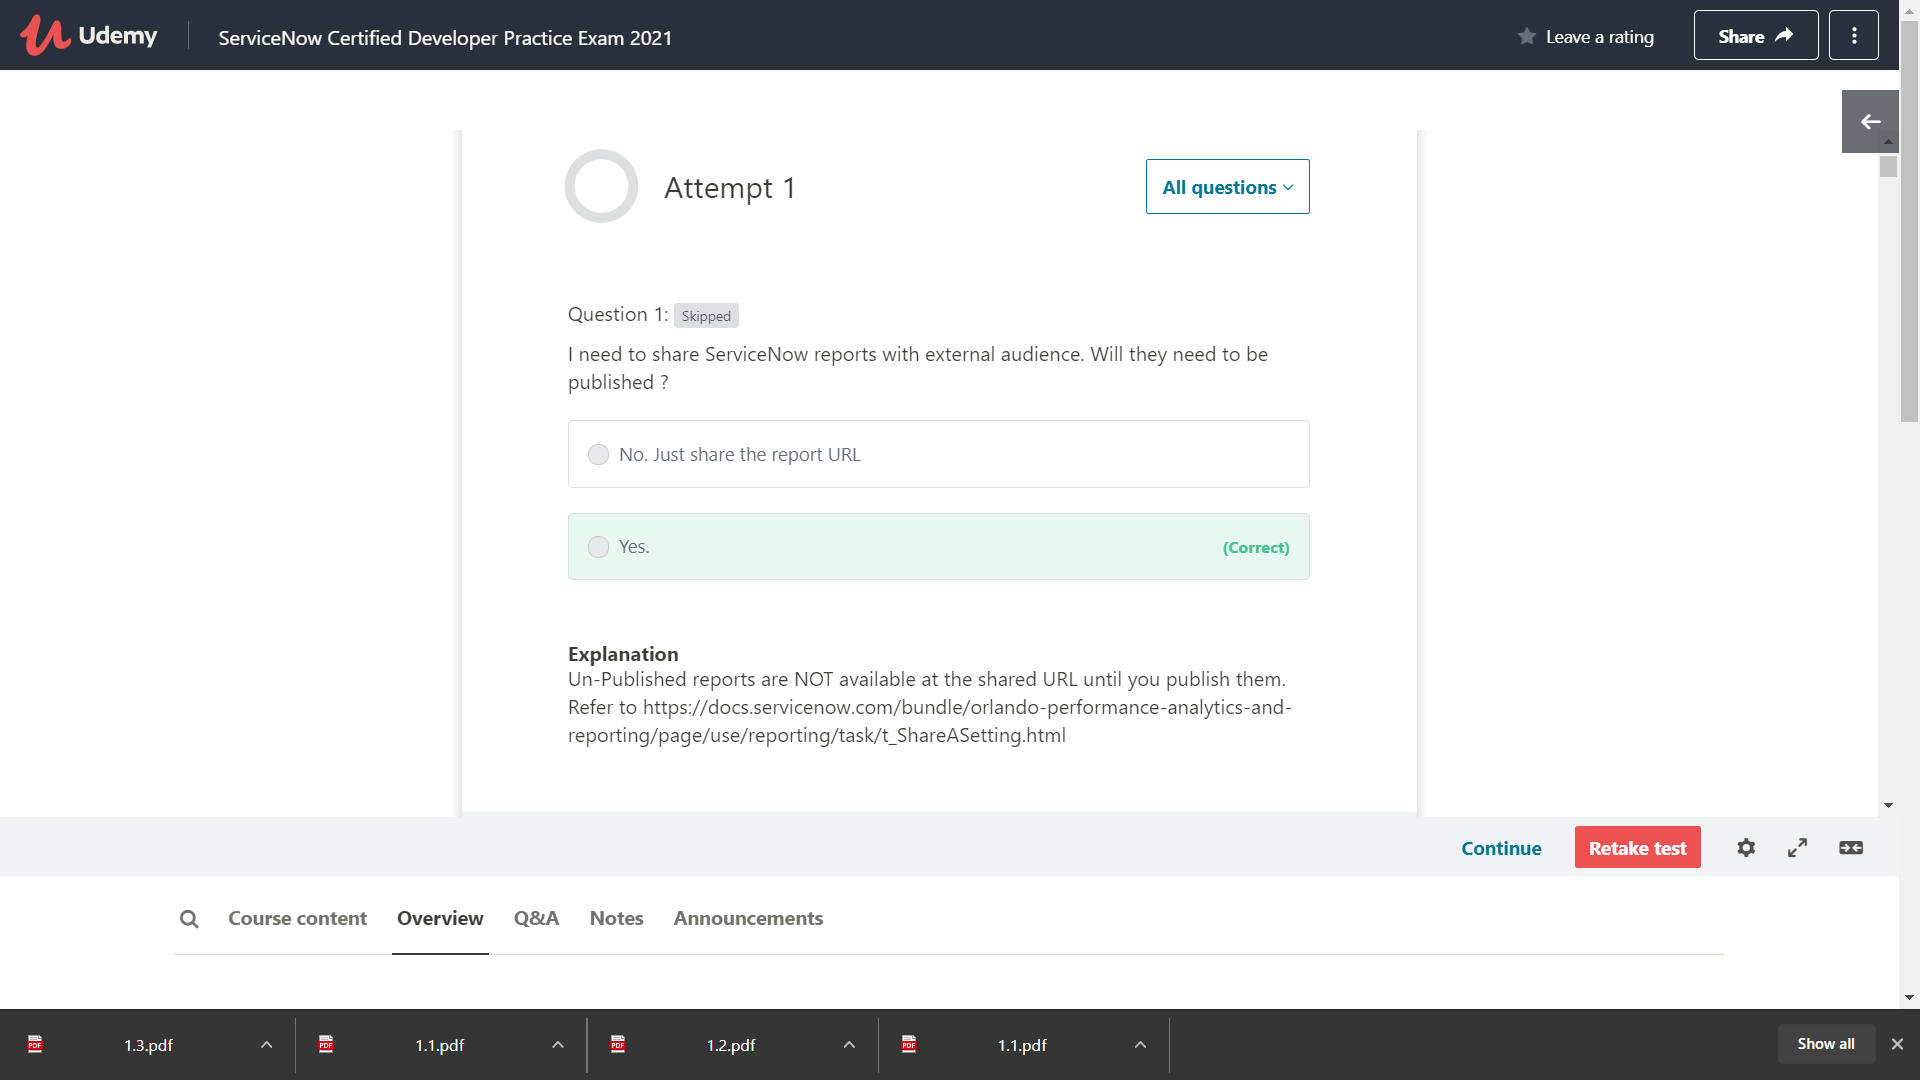 Udemy
ServiceNow Certified Developer Practice Exam 2021
Leave a rating
Share
Attempt 1
All questions
Question 1: Skipped
I need to share ServiceNow reports with external audience. Will they need to be
published ?
No. Just share the report URL
Yes.
(Correct)
Explanation
Un-Published reports are NOT available at the shared URL until you publish them.
Refer to https://docs.servicenow.com/bundle/orlando-performance-analytics-and-
reporting/page/use/reporting/task/t_ShareASetting.html
Continue
Retake test
Course content
Overview
Q&A
Notes
Announcements
PDF
1.3.pdf
PDF
1.1.pdf
PDF
1.2.pdf
PDF
1.1.pdf
Show all